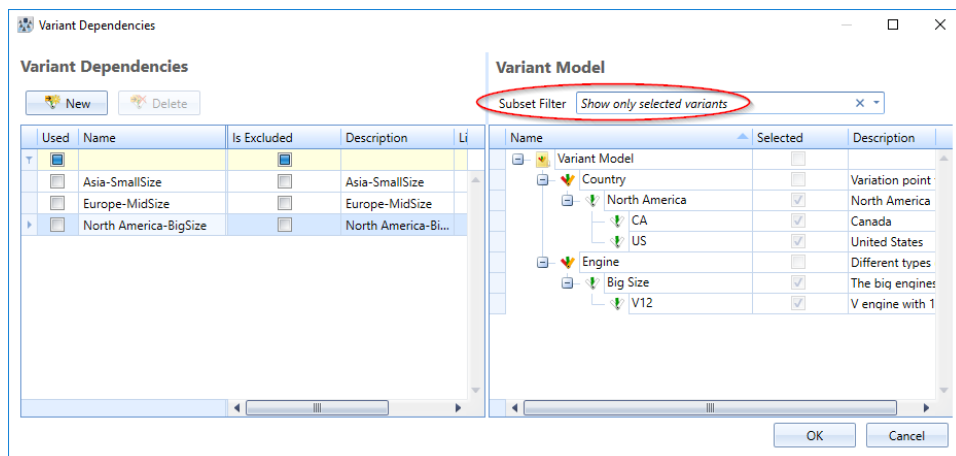 Variant Dependencies
Variant Dependencies
New Delete
Used Name Is Excluded Description Li
Asia-SmallSize Asia-SmallSize
Europe-MidSize Europe-MidSize
North America-BigSize North America-Bi...
Variant Model
Subset Filter Show only selected variants
Name Selected Description
Variant Model
Country Variation point
North America North America
CA Canada
US United States
Engine Different types
Big Size The big engines
V12 V engine with 1
OK Cancel